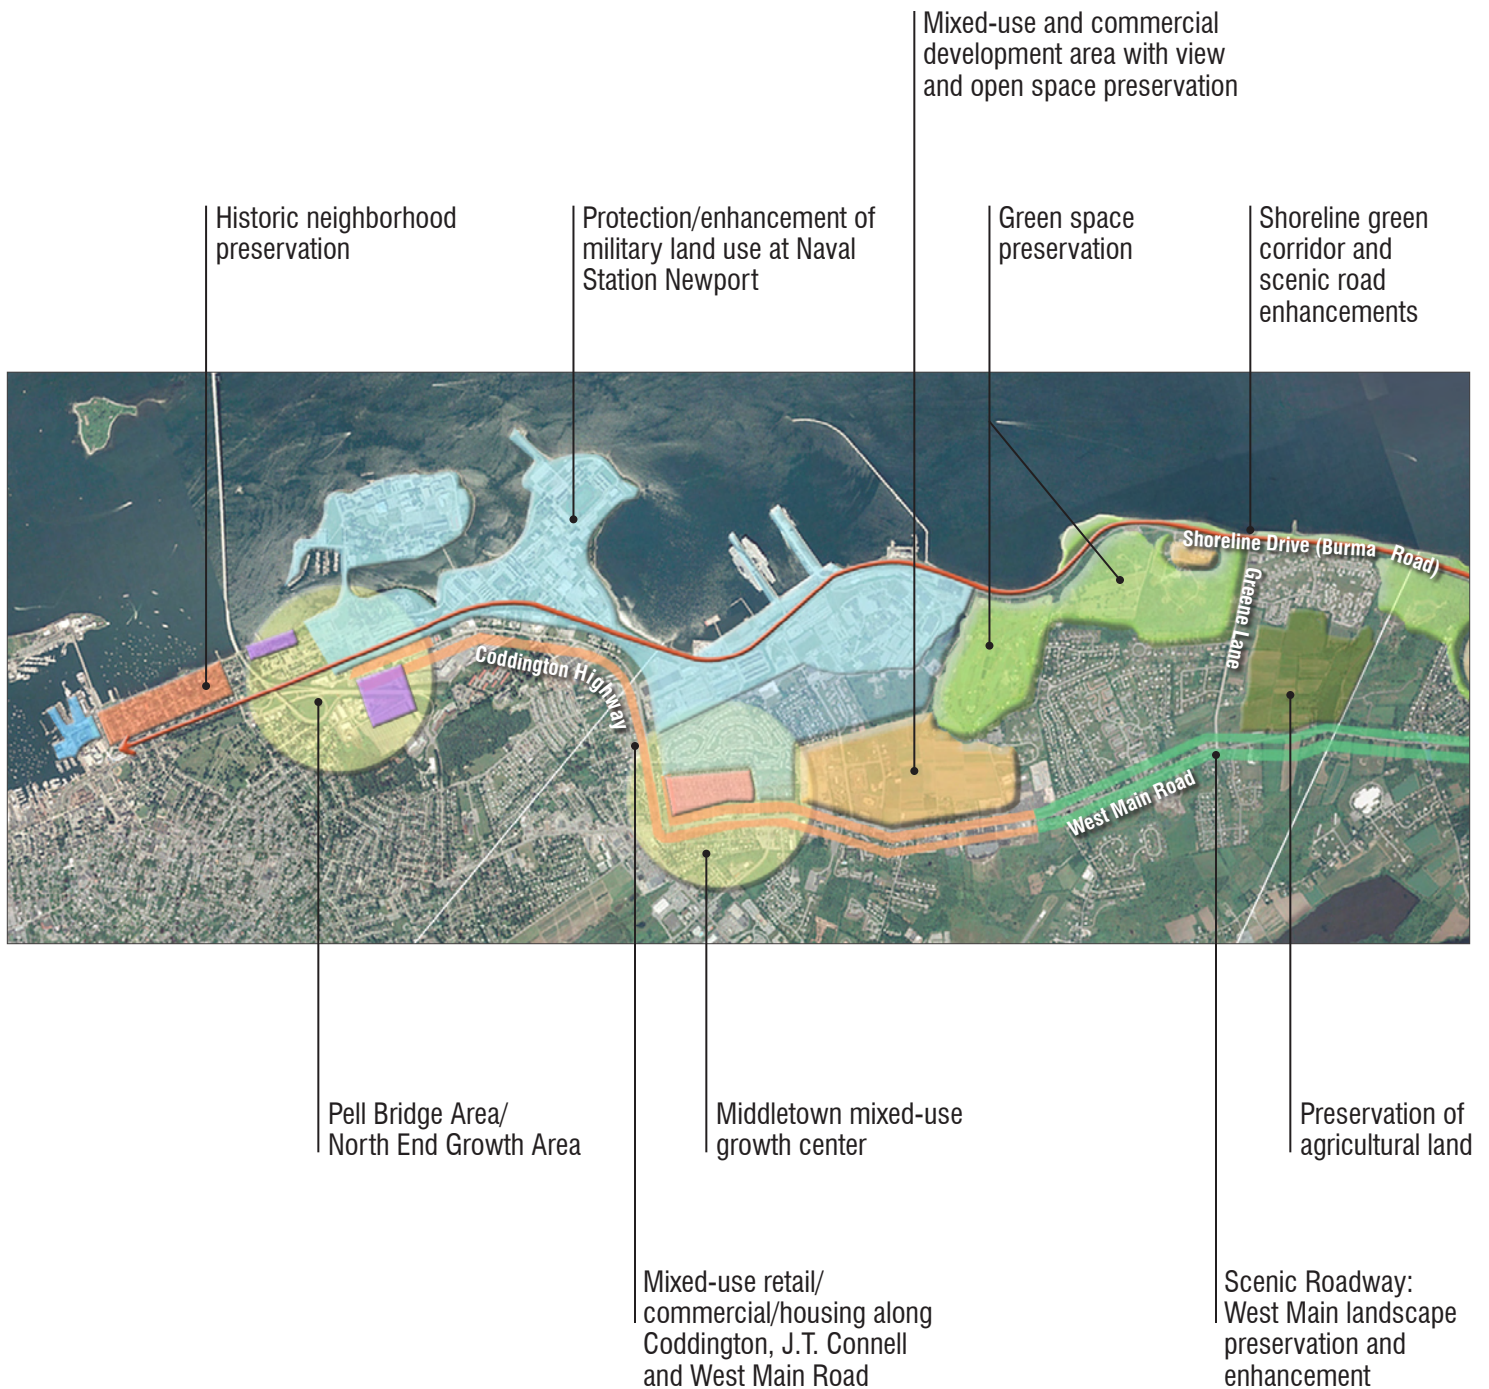 Mixed-use and commercial
development area with view
and open space preservation
Historic neighborhood
preservation
Protection/enhancement of
military land use at Naval
Station Newport
Green space
preservation
Shoreline green
corridor and
scenic road
enhancements
Shoreline Drive (Burma Road)
Greene Lane
Coddington Highway
West Main Road
Pell Bridge Area/
North End Growth Area
Middletown mixed-use
growth center
Preservation of
agricultural land
Mixed-use retail/
commercial/housing along
Coddington, J.T. Connell
and West Main Road
Scenic Roadway:
West Main landscape
preservation and
enhancement